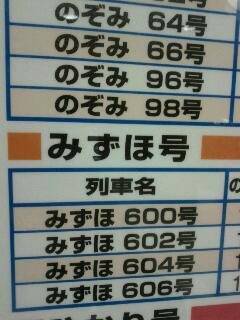 のぞみ 64号
のぞみ 66号
のぞみ 96号
のぞみ 98号
みずほ号
列車名 の
みずほ 600号
みずほ 602号
みずほ 604号
みずほ 606号